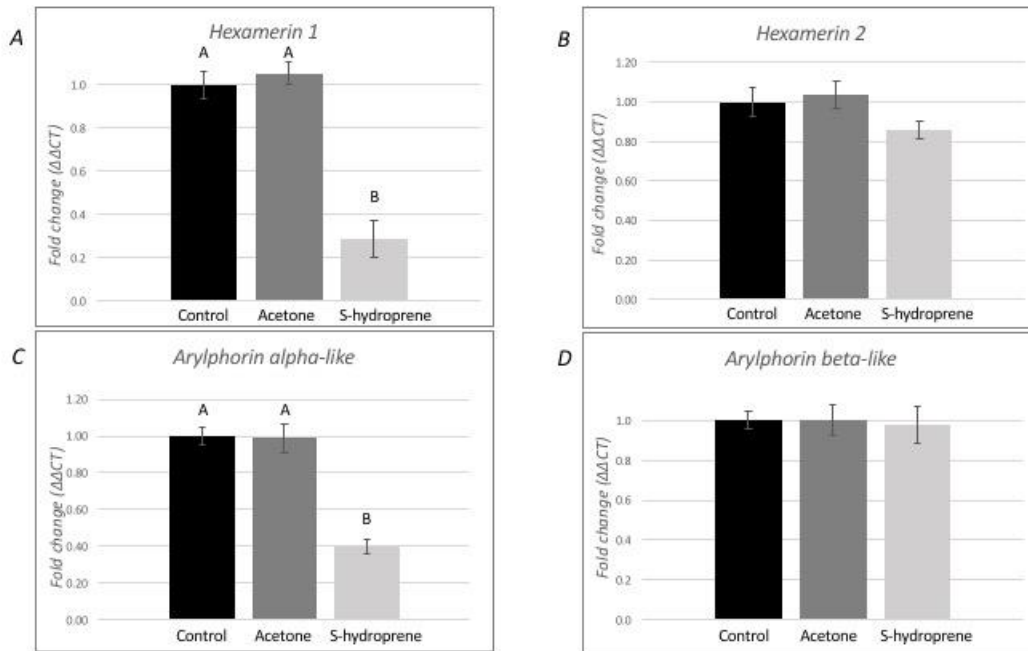 A
Hexamerin 1
Fold change (ΔΔCT)
1.0
0.8
0.6
0.4
0.2
0.0
A
A
B
Control
Acetone
S-hydroprene
B
Hexamerin 2
Fold change (ΔΔCT)
1.20
1.00
0.80
0.60
0.40
0.20
0.00
Control
Acetone
S-hydroprene
C
Arylphorin alpha-like
Fold change (ΔΔCT)
1.20
1.00
0.80
0.60
0.40
0.20
0.00
A
A
B
Control
Acetone
S-hydroprene
D
Arylphorin beta-like
Fold change (ΔΔCT)
1.0
0.8
0.6
0.4
0.2
0.0
Control
Acetone
S-hydroprene